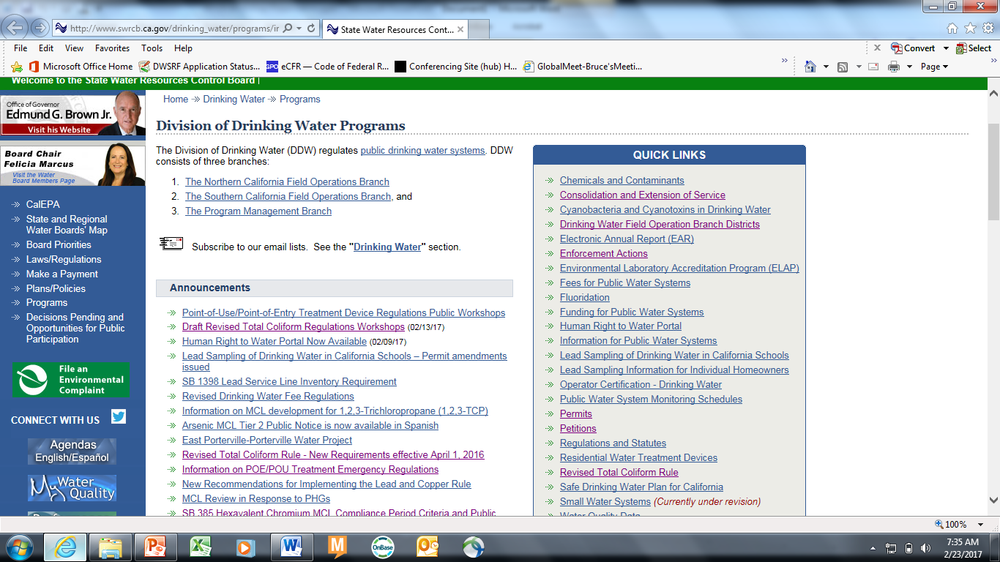 http://www.swrcb.ca.gov/drinking_water/programs/ir
State Water Resources Cont...
File Edit View Favorites Tools Help
Convert
Select
Microsoft Office Home
DWSRF Application Status...
GPO
eCFR — Code of Federal R...
Conferencing Site (hub) H...
GlobalMeet-Bruce'sMeeti...
Page
Welcome to the State Water Resources Control Board |
Office of Governor
Edmund G. Brown Jr.
Visit his Website
Board Chair
Felicia Marcus
Visit the Water
Board Members Page
CalEPA
State and Regional
Water Boards' Map
Board Priorities
Laws/Regulations
Make a Payment
Plans/Policies
Programs
Decisions Pending and
Opportunities for Public
Participation
File an
Environmental
Complaint
CONNECT WITH US
Agendas
English/Español
My Water
Quality
Home Drinking Water Programs
Division of Drinking Water Programs
The Division of Drinking Water (DDW) regulates public drinking water systems. DDW
consists of three branches:
1. The Northern California Field Operations Branch
2. The Southern California Field Operations Branch, and
3. The Program Management Branch
Subscribe to our email lists. See the "Drinking Water" section.
Announcements
Point-of-Use/Point-of-Entry Treatment Device Regulations Public Workshops
Draft Revised Total Coliform Regulations Workshops (02/13/17)
Human Right to Water Portal Now Available (02/09/17)
Lead Sampling of Drinking Water in California Schools – Permit amendments
issued
SB 1398 Lead Service Line Inventory Requirement
Revised Drinking Water Fee Regulations
Information on MCL development for 1,2,3-Trichloropropane (1,2,3-TCP)
Arsenic MCL Tier 2 Public Notice is now available in Spanish
East Porterville-Porterville Water Project
Revised Total Coliform Rule - New Requirements effective April 1, 2016
Information on POE/POU Treatment Emergency Regulations
New Recommendations for Implementing the Lead and Copper Rule
MCL Review in Response to PHGs
SB 385 Hexavalent Chromium MCL Compliance Period Criteria and Public
QUICK LINKS
Chemicals and Contaminants
Consolidation and Extension of Service
Cyanobacteria and Cyanotoxins in Drinking Water
Drinking Water Field Operation Branch Districts
Electronic Annual Report (EAR)
Enforcement Actions
Environmental Laboratory Accreditation Program (ELAP)
Fees for Public Water Systems
Fluoridation
Funding for Public Water Systems
Human Right to Water Portal
Information for Public Water Systems
Lead Sampling of Drinking Water in California Schools
Lead Sampling Information for Individual Homeowners
Operator Certification - Drinking Water
Public Water System Monitoring Schedules
Permits
Petitions
Regulations and Statutes
Residential Water Treatment Devices
Revised Total Coliform Rule
Safe Drinking Water Plan for California
Small Water Systems (Currently under revision)
Water Quality Data
100%
OnBase
7:35 AM
2/23/2017